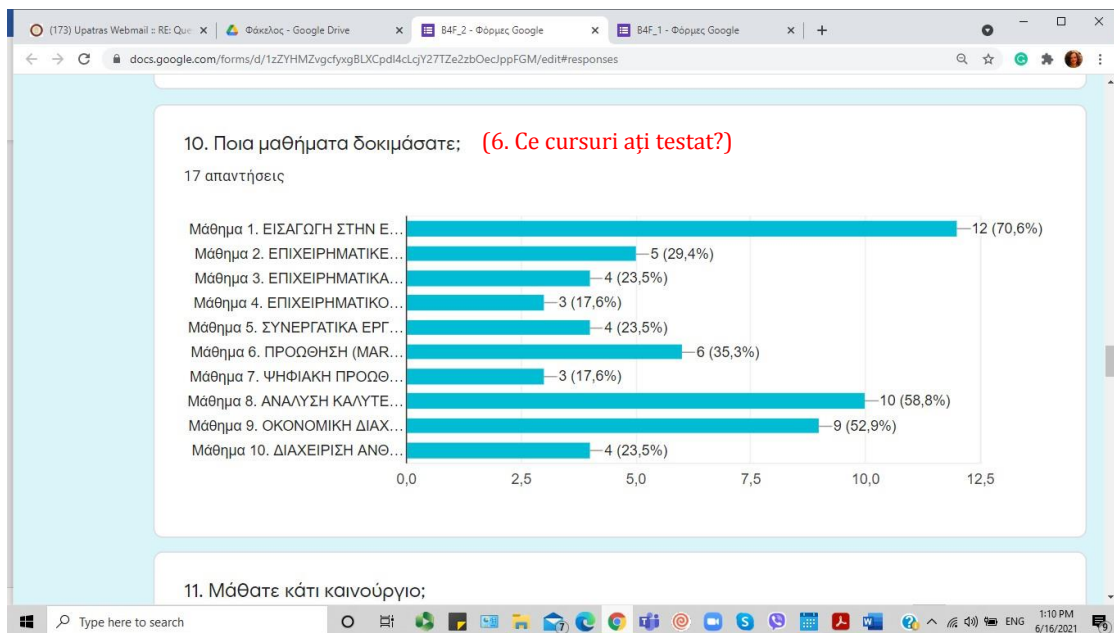 (173) Upatras Webmail :: RE: Que
Φάκελος - Google Drive
B4F_2 - Φόρμες Google
B4F_1 - Φόρμες Google
docs.google.com/forms/d/1zZYHMZvgcfyxgBLXCpdl4cLcjY27TZe2zbOecJppFGM/edit#responses
10. Ποια μαθήματα δοκιμάσατε; (6. Ce cursuri ați testat?)
17 απαντήσεις
Μάθημα 1. ΕΙΣΑΓΩΓΗ ΣΤΗΝ Ε... 12 (70,6%)
Μάθημα 2. ΕΠΙΧΕΙΡΗΜΑΤΙΚΕ... 5 (29,4%)
Μάθημα 3. ΕΠΙΧΕΙΡΗΜΑΤΙΚΑ... 4 (23,5%)
Μάθημα 4. ΕΠΙΧΕΙΡΗΜΑΤΙΚΟ... 3 (17,6%)
Μάθημα 5. ΣΥΝΕΡΓΑΤΙΚΑ ΕΡΓ... 4 (23,5%)
Μάθημα 6. ΠΡΟΩΘΗΣΗ (MAR... 6 (35,3%)
Μάθημα 7. ΨΗΦΙΑΚΗ ΠΡΟΩΘ... 3 (17,6%)
Μάθημα 8. ΑΝΑΛΥΣΗ ΚΑΛΥΤΕ... 10 (58,8%)
Μάθημα 9. ΟΚΟΝΟΜΙΚΗ ΔΙΑΧ... 9 (52,9%)
Μάθημα 10. ΔΙΑΧΕΙΡΙΣΗ ΑΝΘ... 4 (23,5%)
0,0 2,5 5,0 7,5 10,0 12,5
11. Μάθατε κάτι καινούργιο;
Type here to search
ENG
1:10 PM
6/16/2021